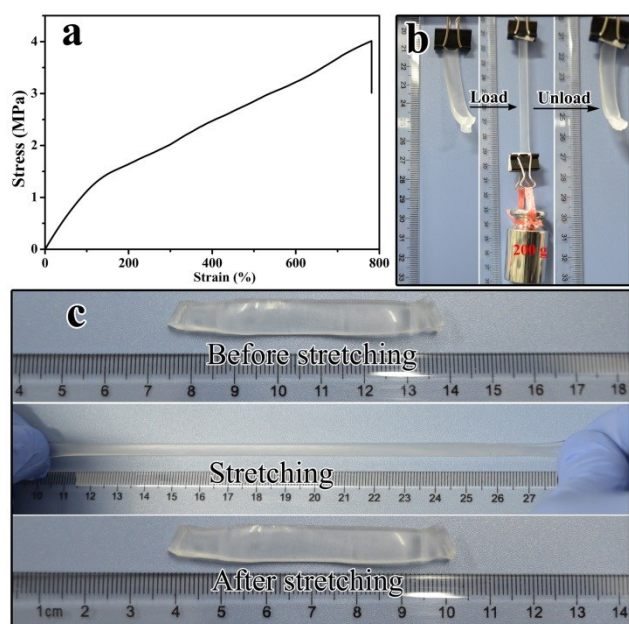 a
Stress (MPa)
4
3
2
1
0
0 200 400 600 800
Strain (%)
b
Load
Unload
200 g
c
Before stretching
4 5 6 7 8 9 10 11 12 13 14 15 16 17 18
Stretching
10 11 12 13 14 15 16 17 18 19 20 21 22 23 24 25 26 27
After stretching
1cm 2 3 4 5 6 7 8 9 10 11 12 13 14